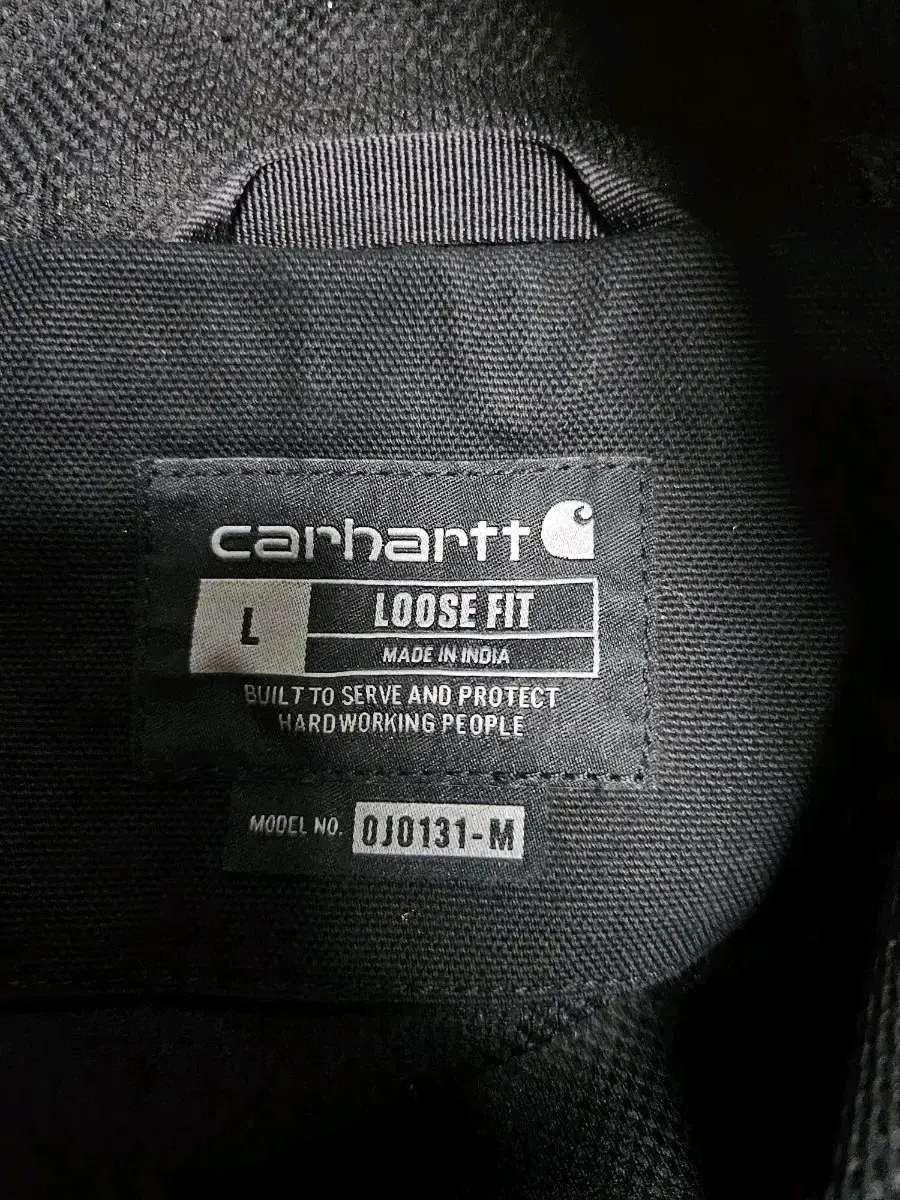 carhartt
L
LOOSE FIT
MADE IN INDIA
BUILT TO SERVE AND PROTECT
HARDWORKING PEOPLE
MODEL NO. OJ0131-M